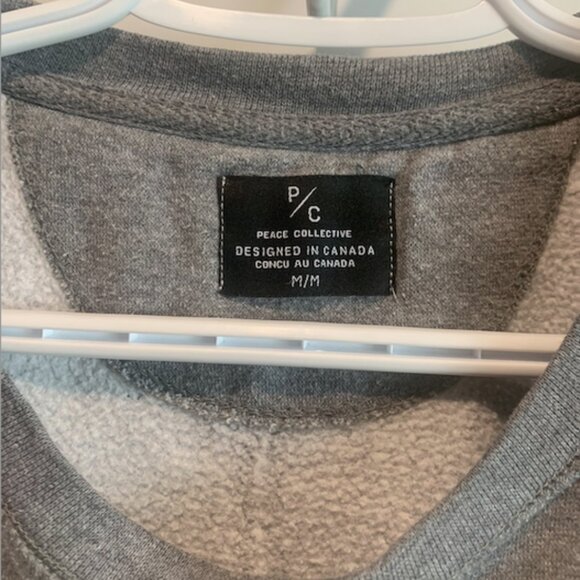 P/C
PEACE COLLECTIVE
DESIGNED IN CANADA
CONCU AU CANADA
M/M